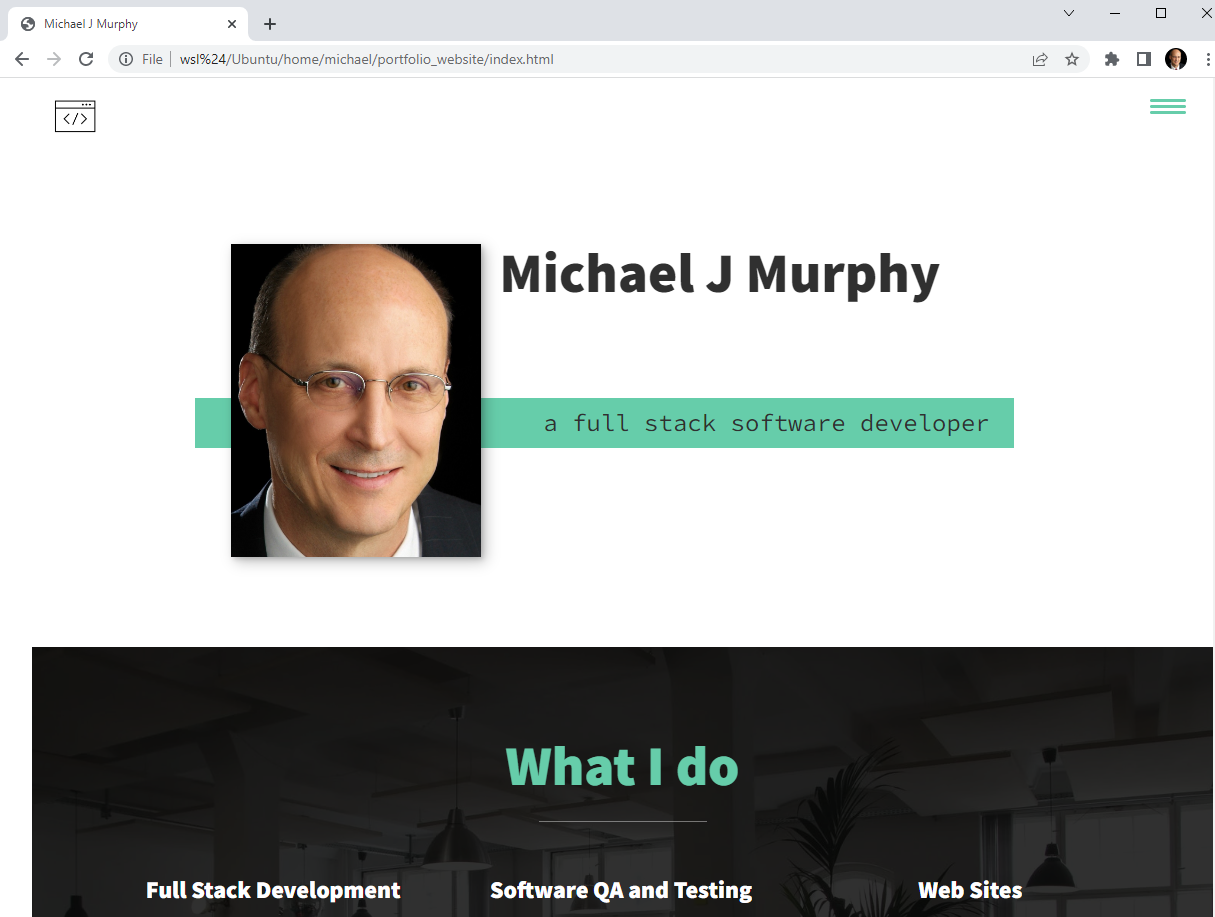 Michael J Murphy
File wsl%24/Ubuntu/home/michael/portfolio_website/index.html
</>
Michael J Murphy
a full stack software developer
What I do
Full Stack Development Software QA and Testing Web Sites